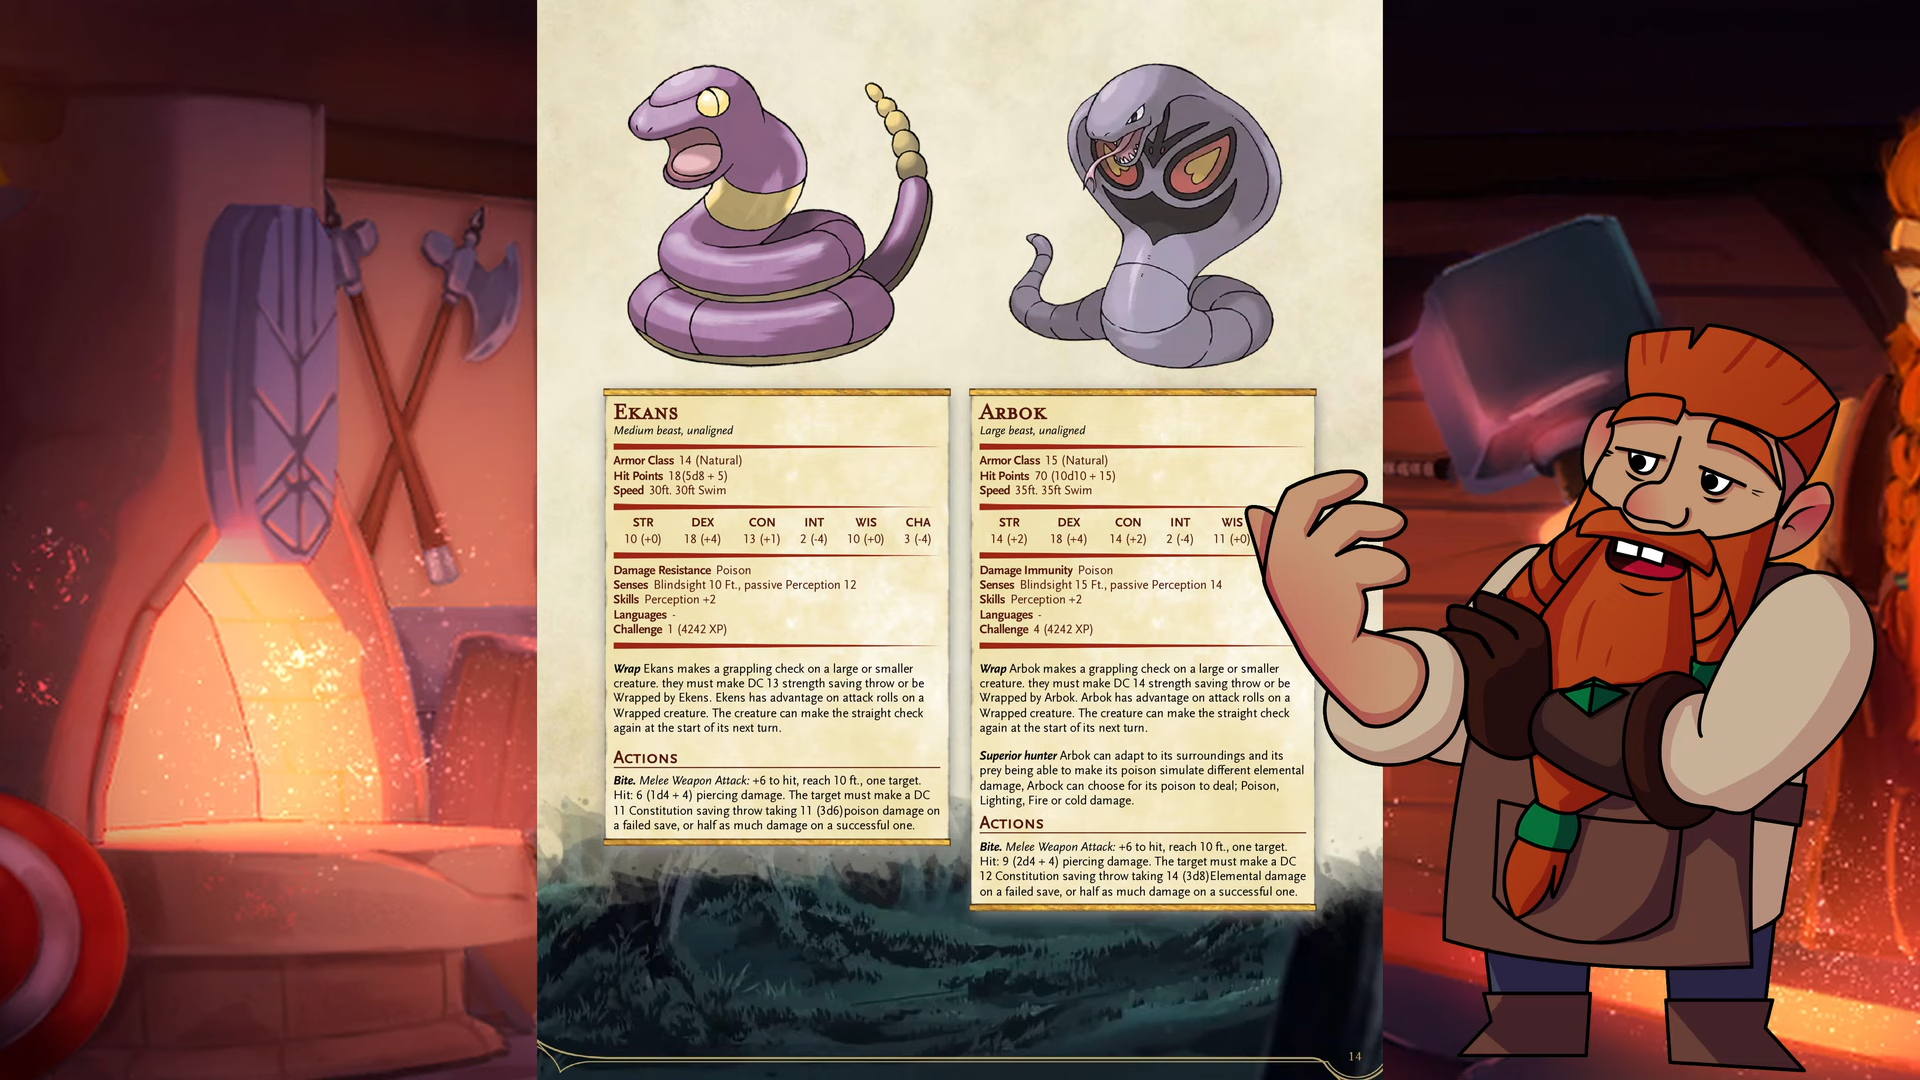 Ekans
Medium beast, unaligned
Armor Class 14 (Natural)
Hit Points 18(5d8 + 5)
Speed 30ft. 30ft Swim
STR DEX CON INT WIS CHA
10 (+0) 18 (+4) 13 (+1) 2 (-4) 10 (+0) 3 (-4)
Damage Resistance Poison
Senses Blindsight 10 Ft., passive Perception 12
Skills Perception +2
Languages -
Challenge 1 (4242 XP)
Wrap Ekans makes a grappling check on a large or smaller
creature. they must make DC 13 strength saving throw or be
Wrapped by Ekens. Ekans has advantage on attack rolls on a
Wrapped creature. The creature can make the straight check
again at the start of its next turn.
Actions
Bite. Melee Weapon Attack: +6 to hit, reach 10 ft., one target.
Hit: 6 (1d4 + 4) piercing damage. The target must make a DC
11 Constitution saving throw taking 11 (3d6)poison damage on
a failed save, or half as much damage on a successful one.
Arbok
Large beast, unaligned
Armor Class 15 (Natural)
Hit Points 70 (10d10 + 15)
Speed 35ft. 35ft Swim
STR DEX CON INT WIS
14 (+2) 18 (+4) 14 (+2) 2 (-4) 11 (+0)
Damage Immunity Poison
Senses Blindsight 15 Ft., passive Perception 14
Skills Perception +2
Languages -
Challenge 4 (4242 XP)
Wrap Arbok makes a grappling check on a large or smaller
creature. they must make DC 14 strength saving throw or be
Wrapped by Arbok. Arbok has advantage on attack rolls on a
Wrapped creature. The creature can make the straight check
again at the start of its next turn.
Superior hunter Arbok can adapt to its surroundings and its
prey being able to make its poison simulate different elemental
damage, Arbock can choose for its poison to deal; Poison,
Lighting, Fire or cold damage.
Actions
Bite. Melee Weapon Attack: +6 to hit, reach 10 ft., one target.
Hit: 9 (2d4 + 4) piercing damage. The target must make a DC
12 Constitution saving throw taking 14 (3d8)Elemental damage
on a failed save, or half as much damage on a successful one.
14